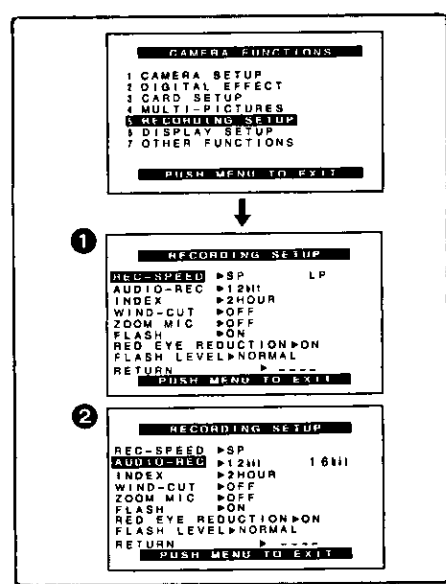 CAMERA FUNCTIONS
1 CAMERA SETUP
2 DIGITAL EFFECT
3 CARD SETUP
4 MULTI-PICTURES
5 RECORDING SETUP
6 DISPLAY SETUP
7 OTHER FUNCTIONS
PUSH MENU TO EXIT
1
RECORDING SETUP
REC-SPEED ▶SP LP
AUDIO-REC ▶12bit
INDEX ▶2HOUR
WIND-CUT ▶OFF
ZOOM MIC ▶OFF
FLASH ▶ON
RED EYE REDUCTION▶ON
FLASH LEVEL▶NORMAL
RETURN ▶ ----
PUSH MENU TO EXIT
2
RECORDING SETUP
REC-SPEED ▶SP
AUDIO-REC ▶12bit 16bit
INDEX ▶2HOUR
WIND-CUT ▶OFF
ZOOM MIC ▶OFF
FLASH ▶ON
RED EYE REDUCTION▶ON
FLASH LEVEL▶NORMAL
RETURN ▶ ----
PUSH MENU TO EXIT